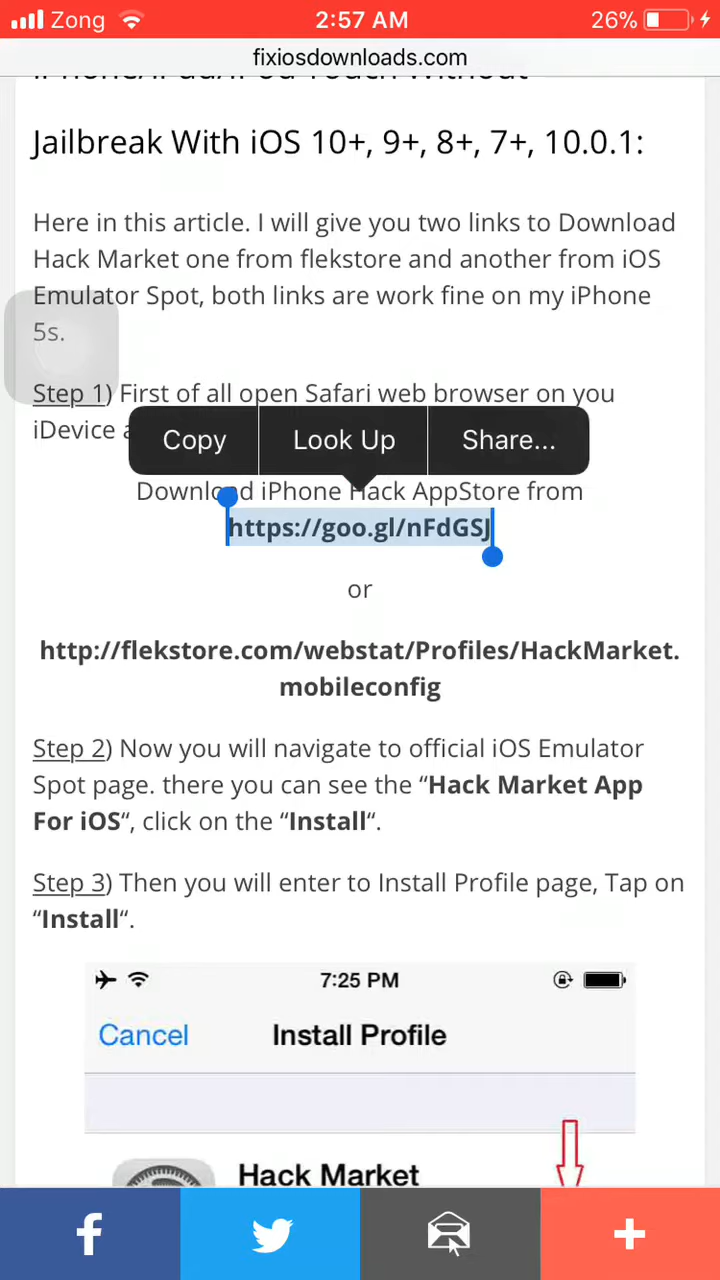 Zong 2:57 AM 26%
fixiosdownloads.com
iPhone/iPad/iPod Touch Without
Jailbreak With iOS 10+, 9+, 8+, 7+, 10.0.1:
Here in this article. I will give you two links to Download
Hack Market one from flekstore and another from iOS
Emulator Spot, both links are work fine on my iPhone
5s.
Step 1) First of all open Safari web browser on you
iDevice
Copy Look Up Share...
Download iPhone Hack AppStore from
https://goo.gl/nFdGSJ
or
http://flekstore.com/webstat/Profiles/HackMarket.
mobileconfig
Step 2) Now you will navigate to official iOS Emulator
Spot page. there you can see the “Hack Market App
For iOS“, click on the “Install“.
Step 3) Then you will enter to Install Profile page, Tap on
“Install“.
7:25 PM
Cancel Install Profile
Hack Market